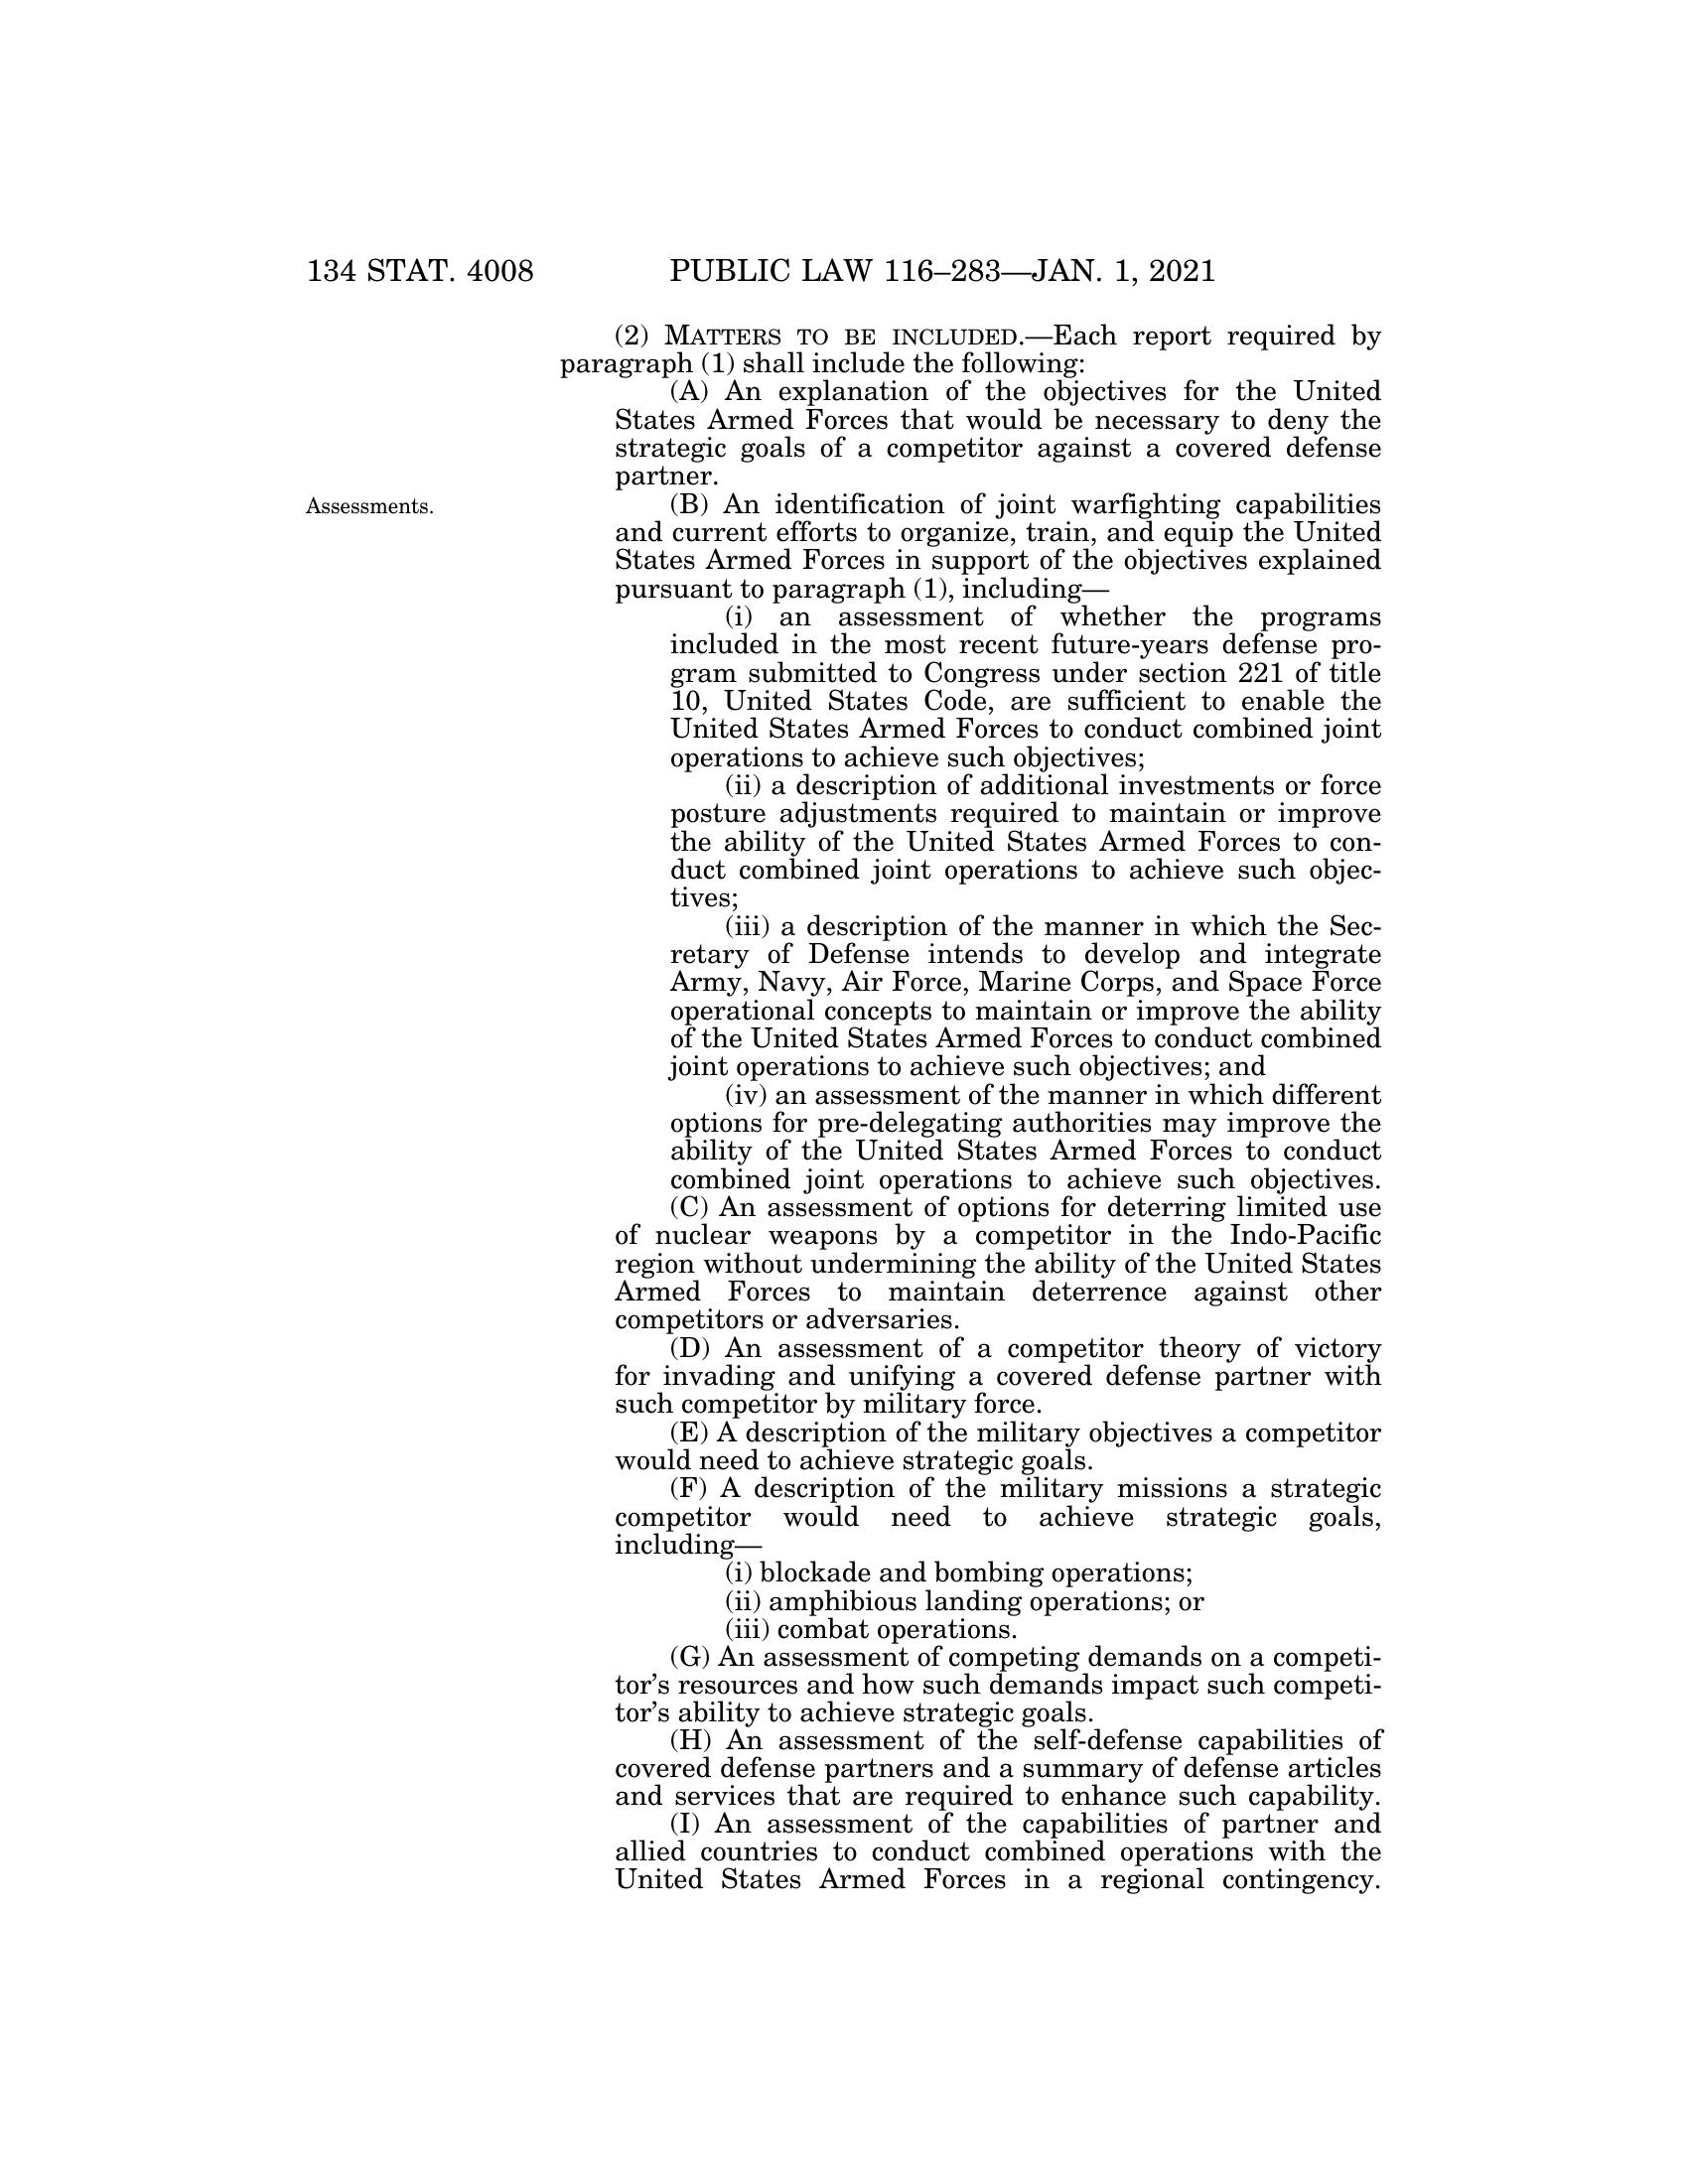 134 STAT. 4008 PUBLIC LAW 116–283—JAN. 1, 2021
(2) MATTERS TO BE INCLUDED.—Each report required by
paragraph (1) shall include the following:
(A) An explanation of the objectives for the United
States Armed Forces that would be necessary to deny the
strategic goals of a competitor against a covered defense
partner.
Assessments.
(B) An identification of joint warfighting capabilities
and current efforts to organize, train, and equip the United
States Armed Forces in support of the objectives explained
pursuant to paragraph (1), including—
(i) an assessment of whether the programs
included in the most recent future-years defense pro-
gram submitted to Congress under section 221 of title
10, United States Code, are sufficient to enable the
United States Armed Forces to conduct combined joint
operations to achieve such objectives;
(ii) a description of additional investments or force
posture adjustments required to maintain or improve
the ability of the United States Armed Forces to con-
duct combined joint operations to achieve such objec-
tives;
(iii) a description of the manner in which the Sec-
retary of Defense intends to develop and integrate
Army, Navy, Air Force, Marine Corps, and Space Force
operational concepts to maintain or improve the ability
of the United States Armed Forces to conduct combined
joint operations to achieve such objectives; and
(iv) an assessment of the manner in which different
options for pre-delegating authorities may improve the
ability of the United States Armed Forces to conduct
combined joint operations to achieve such objectives.
(C) An assessment of options for deterring limited use
of nuclear weapons by a competitor in the Indo-Pacific
region without undermining the ability of the United States
Armed Forces to maintain deterrence against other
competitors or adversaries.
(D) An assessment of a competitor theory of victory
for invading and unifying a covered defense partner with
such competitor by military force.
(E) A description of the military objectives a competitor
would need to achieve strategic goals.
(F) A description of the military missions a strategic
competitor would need to achieve strategic goals,
including—
(i) blockade and bombing operations;
(ii) amphibious landing operations; or
(iii) combat operations.
(G) An assessment of competing demands on a competi-
tor's resources and how such demands impact such competi-
tor's ability to achieve strategic goals.
(H) An assessment of the self-defense capabilities of
covered defense partners and a summary of defense articles
and services that are required to enhance such capability.
(I) An assessment of the capabilities of partner and
allied countries to conduct combined operations with the
United States Armed Forces in a regional contingency.